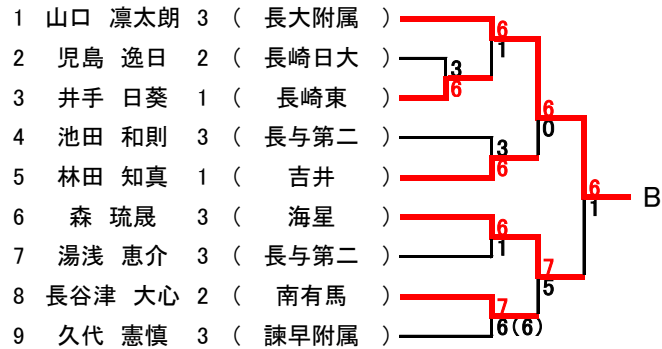 1 山口 凛太朗 3 ( 長大附属 )
2 児島 逸日 2 ( 長崎日大 )
3 井手 日葵 1 ( 長崎東 )
4 池田 和則 3 ( 長与第二 )
5 林田 知真 1 ( 吉井 )
6 森 琉晟 3 ( 海星 )
7 湯浅 恵介 3 ( 長与第二 )
8 長谷津 大心 2 ( 南有馬 )
9 久代 憲慎 3 ( 諫早附属 )
6
1
3
6
6
0
3
6
6
1
B
6
1
7
5
7
6(6)